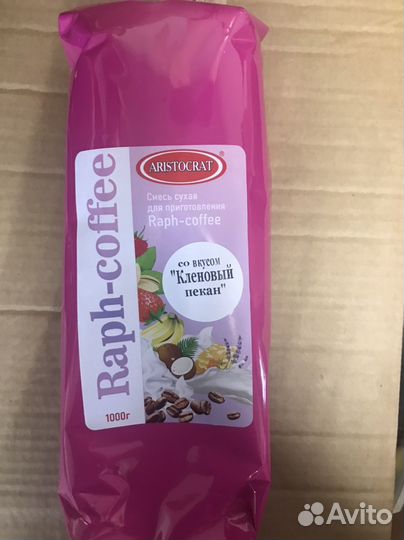 ARISTOCRAT®
Смесь сухая
для приготовления
Raph-coffee
со вкусом
"Кленовый
пекан"
Raph-coffee
1000г
Avito